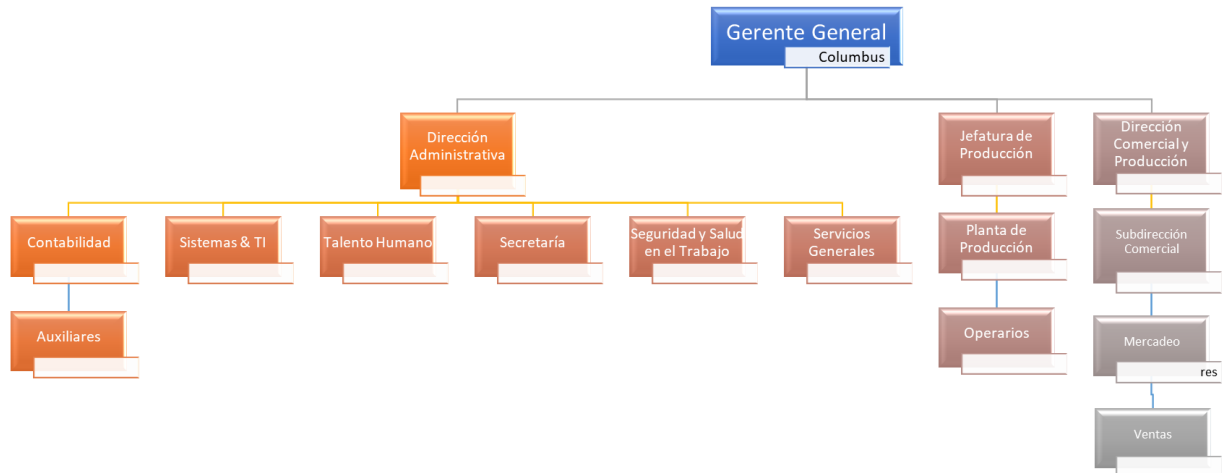 Gerente General
Columbus
Dirección
Administrativa
Jefatura de
Producción
Dirección
Comercial y
Producción
Contabilidad
Sistemas & TI
Talento Humano
Secretaría
Seguridad y Salud
en el Trabajo
Servicios
Generales
Planta de
Producción
Subdirección
Comercial
Auxiliares
Operarios
Mercadeo
res
Ventas